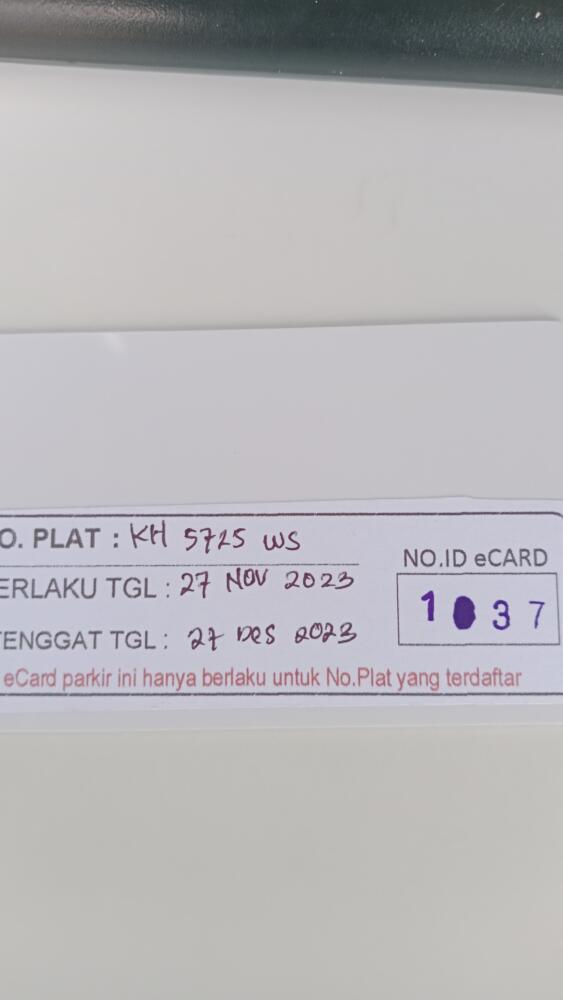 O. PLAT : KH 5725 WS
ERLAKU TGL : 27 NOV 2023
TENGGAT TGL : 27 DES 2023
NO.ID eCARD
1 37
eCard parkir ini hanya berlaku untuk No.Plat yang terdaftar